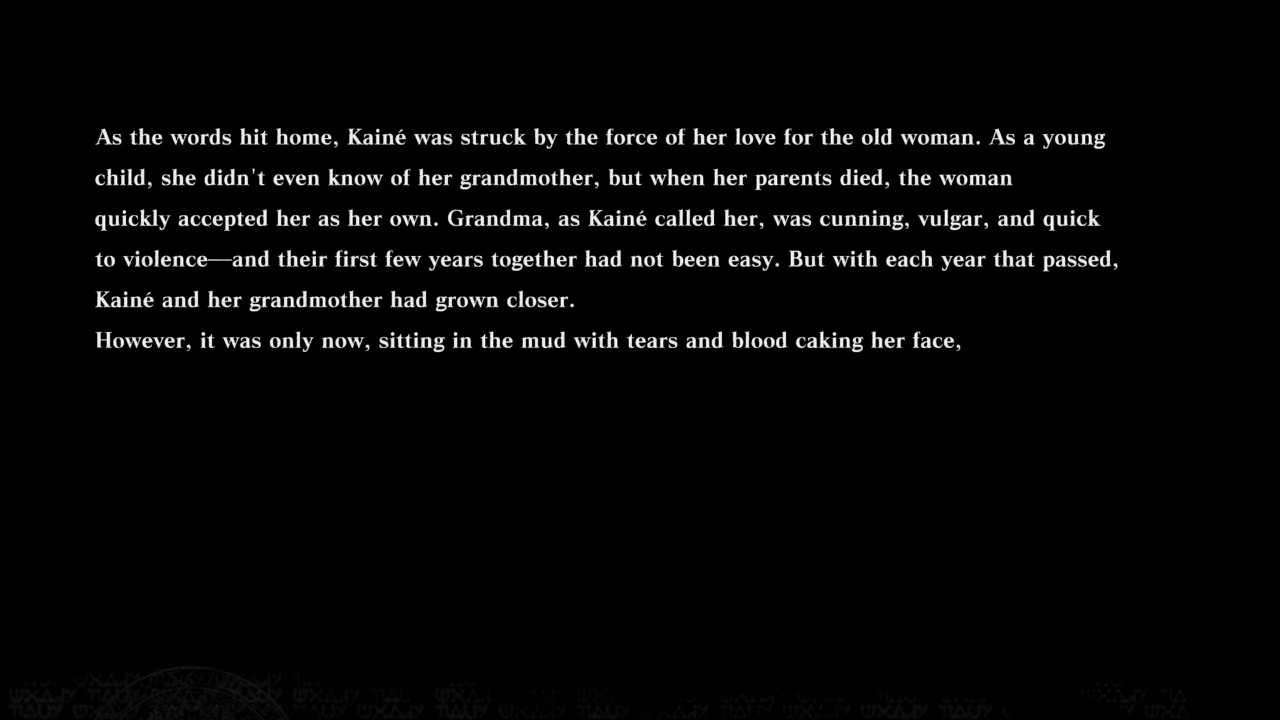 As the words hit home, Kainé was struck by the force of her love for the old woman. As a young
child, she didn't even know of her grandmother, but when her parents died, the woman
quickly accepted her as her own. Grandma, as Kainé called her, was cunning, vulgar, and quick
to violence—and their first few years together had not been easy. But with each year that passed,
Kainé and her grandmother had grown closer.
However, it was only now, sitting in the mud with tears and blood caking her face,